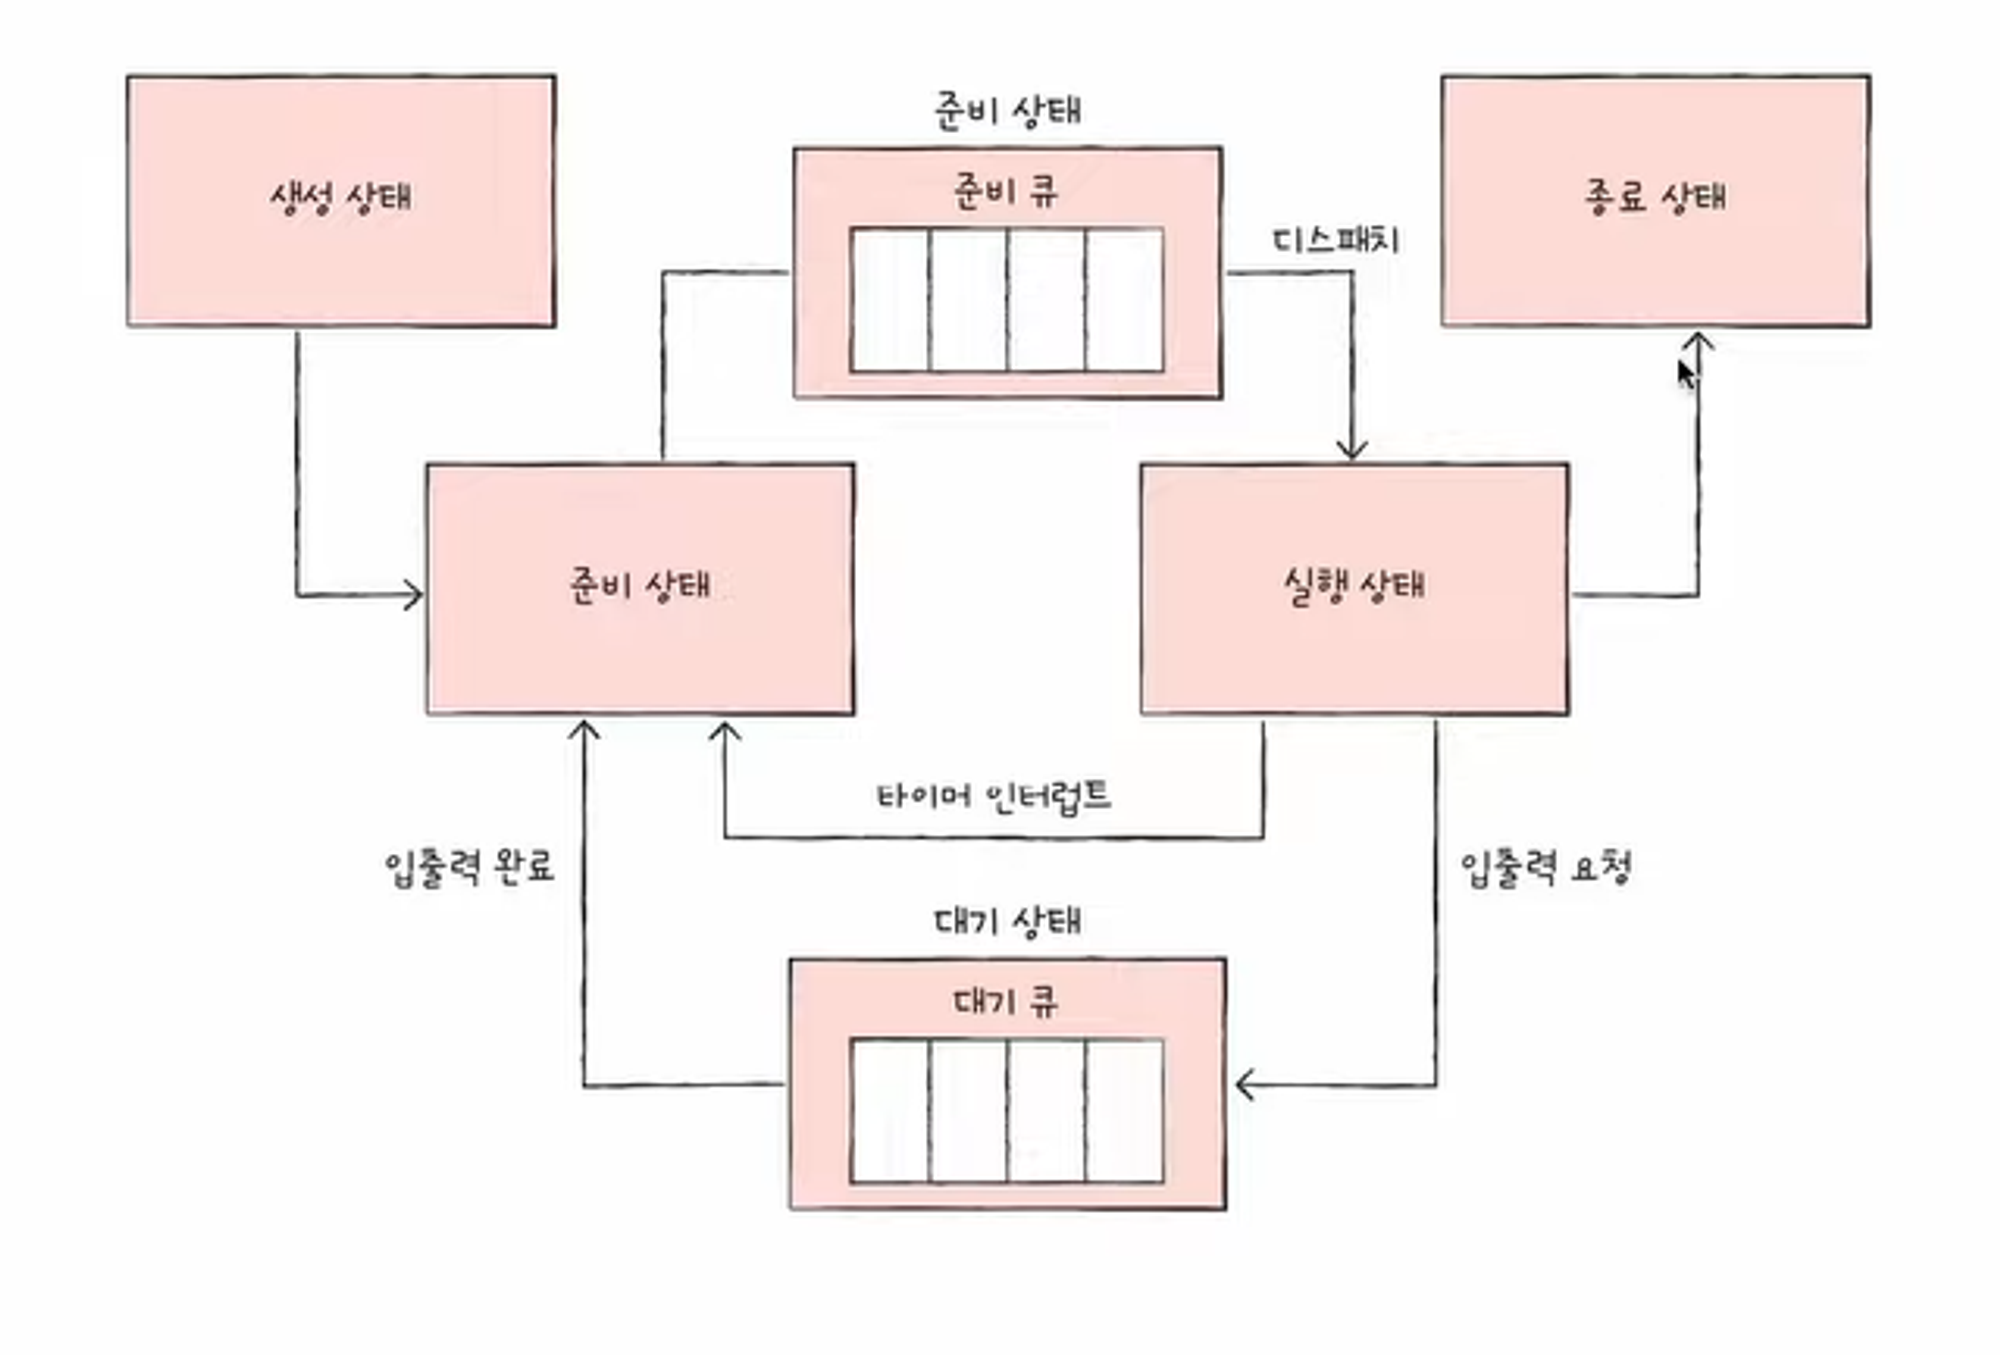 생성 상태
준비 상태
준비 큐
디스패치
종료 상태
준비 상태
실행 상태
타이머 인터럽트
입출력 완료
입출력 요청
대기 상태
대기 큐